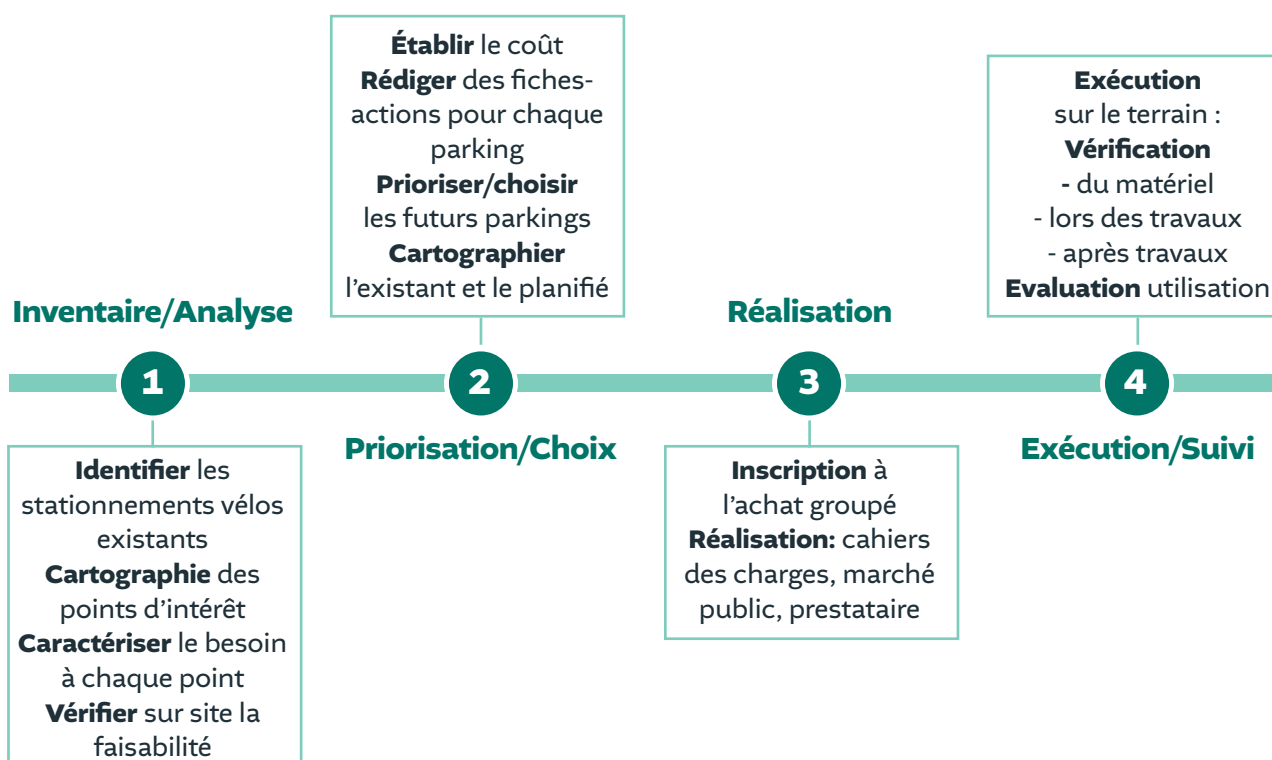 Inventaire/Analyse
1
Identifier les
stationnements vélos
existants
Cartographie des
points d'intérêt
Caractériser le besoin
à chaque point
Vérifier sur site la
faisabilité
Établir le coût
Rédiger des fiches-
actions pour chaque
parking
Prioriser/choisir
les futurs parkings
Cartographier
l'existant et le planifié
2
Priorisation/Choix
Réalisation
3
Inscription à
l'achat groupé
Réalisation: cahiers
des charges, marché
public, prestataire
Exécution
sur le terrain :
Vérification
- du matériel
- lors des travaux
- après travaux
Evaluation utilisation
4
Exécution/Suivi